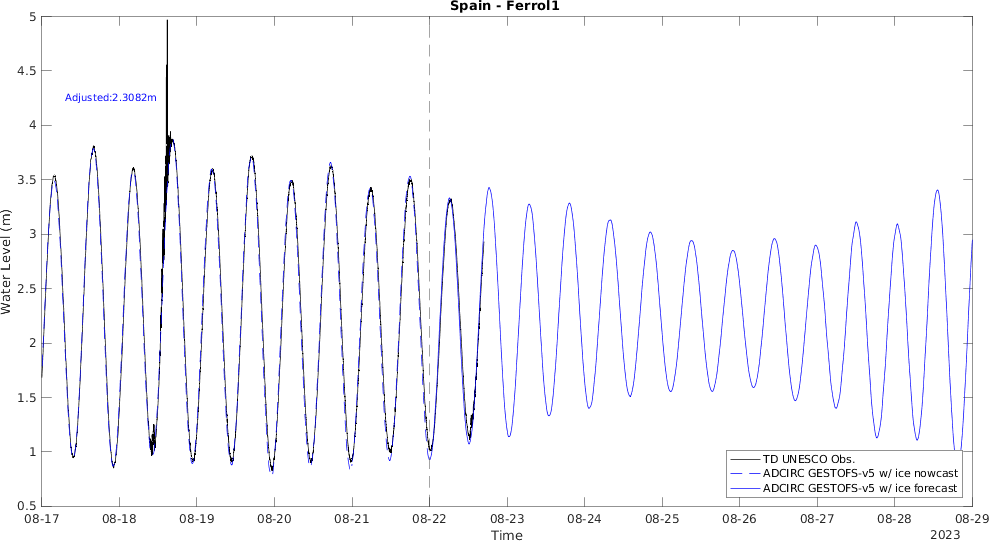 Spain - Ferrol1
5
4.5
4
3.5
3
2.5
2
1.5
1
0.5
Water Level (m)
Adjusted:2.3082m
TD UNESCO Obs.
ADCIRC GESTOFS-v5 w/ ice nowcast
ADCIRC GESTOFS-v5 w/ ice forecast
08-17 08-18 08-19 08-20 08-21 08-22 08-23 08-24 08-25 08-26 08-27 08-28 08-29
Time
2023